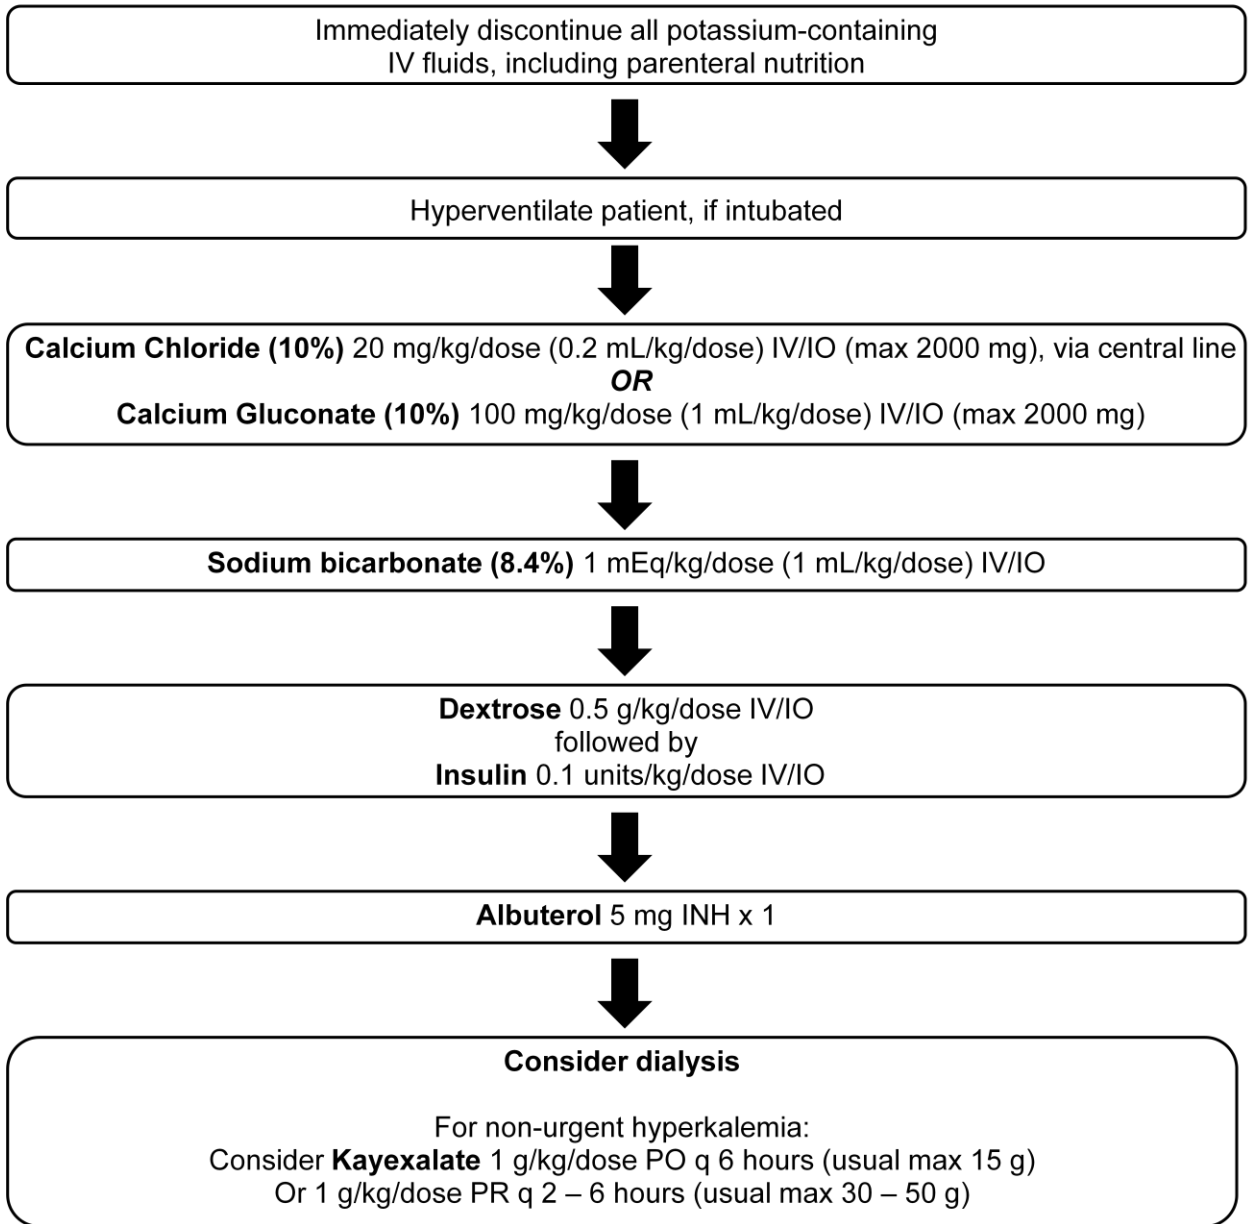 Immediately discontinue all potassium-containing
IV fluids, including parenteral nutrition
Hyperventilate patient, if intubated
Calcium Chloride (10%) 20 mg/kg/dose (0.2 mL/kg/dose) IV/IO (max 2000 mg), via central line
OR
Calcium Gluconate (10%) 100 mg/kg/dose (1 mL/kg/dose) IV/IO (max 2000 mg)
Sodium bicarbonate (8.4%) 1 mEq/kg/dose (1 mL/kg/dose) IV/IO
Dextrose 0.5 g/kg/dose IV/IO
followed by
Insulin 0.1 units/kg/dose IV/IO
Albuterol 5 mg INH x 1
Consider dialysis
For non-urgent hyperkalemia:
Consider Kayexalate 1 g/kg/dose PO q 6 hours (usual max 15 g)
Or 1 g/kg/dose PR q 2 – 6 hours (usual max 30 – 50 g)